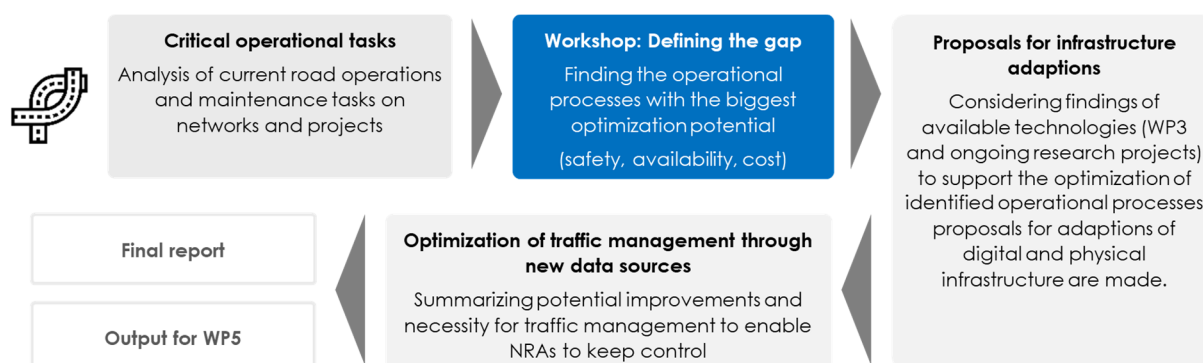 Critical operational tasks
Analysis of current road operations
and maintenance tasks on
networks and projects
Workshop: Defining the gap
Finding the operational
processes with the biggest
optimization potential
(safety, availability, cost)
Proposals for infrastructure
adaptions
Considering findings of
available technologies (WP3
and ongoing research projects)
to support the optimization of
identified operational processes
proposals for adaptions of
digital and physical
infrastructure are made.
Optimization of traffic management through
new data sources
Summarizing potential improvements and
necessity for traffic management to enable
NRAs to keep control
Final report
Output for WP5